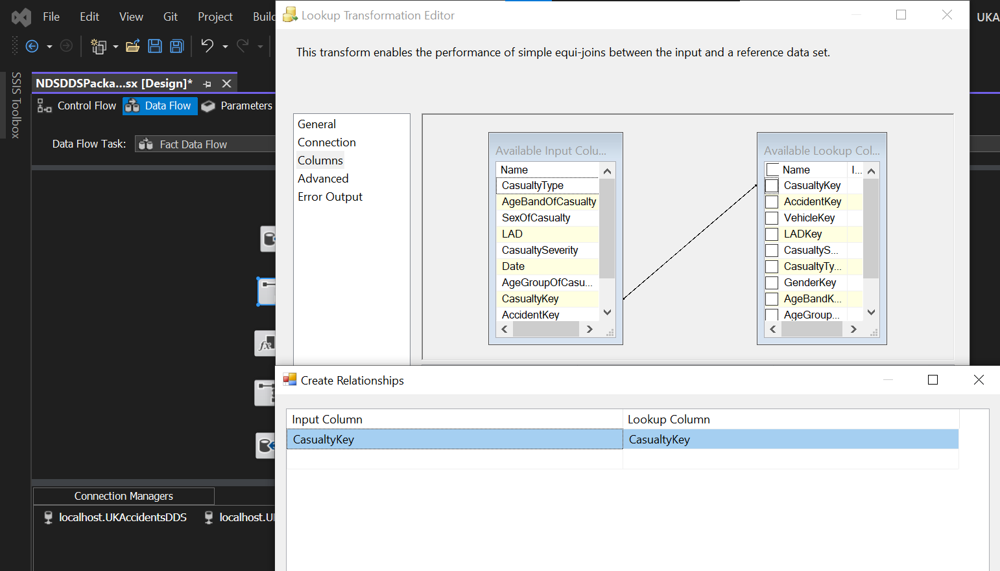 File Edit View Git Project Build
Lookup Transformation Editor
UKA
This transform enables the performance of simple equi-joins between the input and a reference data set.
SSIS Toolbox
NDSDDSPacka...sx [Design]*
Control Flow Data Flow Parameters
Data Flow Task: Fact Data Flow
General
Connection
Columns
Advanced
Error Output
Available Input Colu...
Name
CasualtyType
AgeBandOfCasualty
SexOfCasualty
LAD
CasualtySeverity
Date
AgeGroupOfCasu...
CasualtyKey
AccidentKey
Available Lookup Col...
Name I...
CasualtyKey
AccidentKey
VehicleKey
LADKey
CasualtyS...
CasualtyTy...
GenderKey
AgeBandK...
AgeGroup...
fx
Create Relationships
Input Column Lookup Column
CasualtyKey CasualtyKey
Connection Managers
localhost.UKAccidentsDDS localhost.U